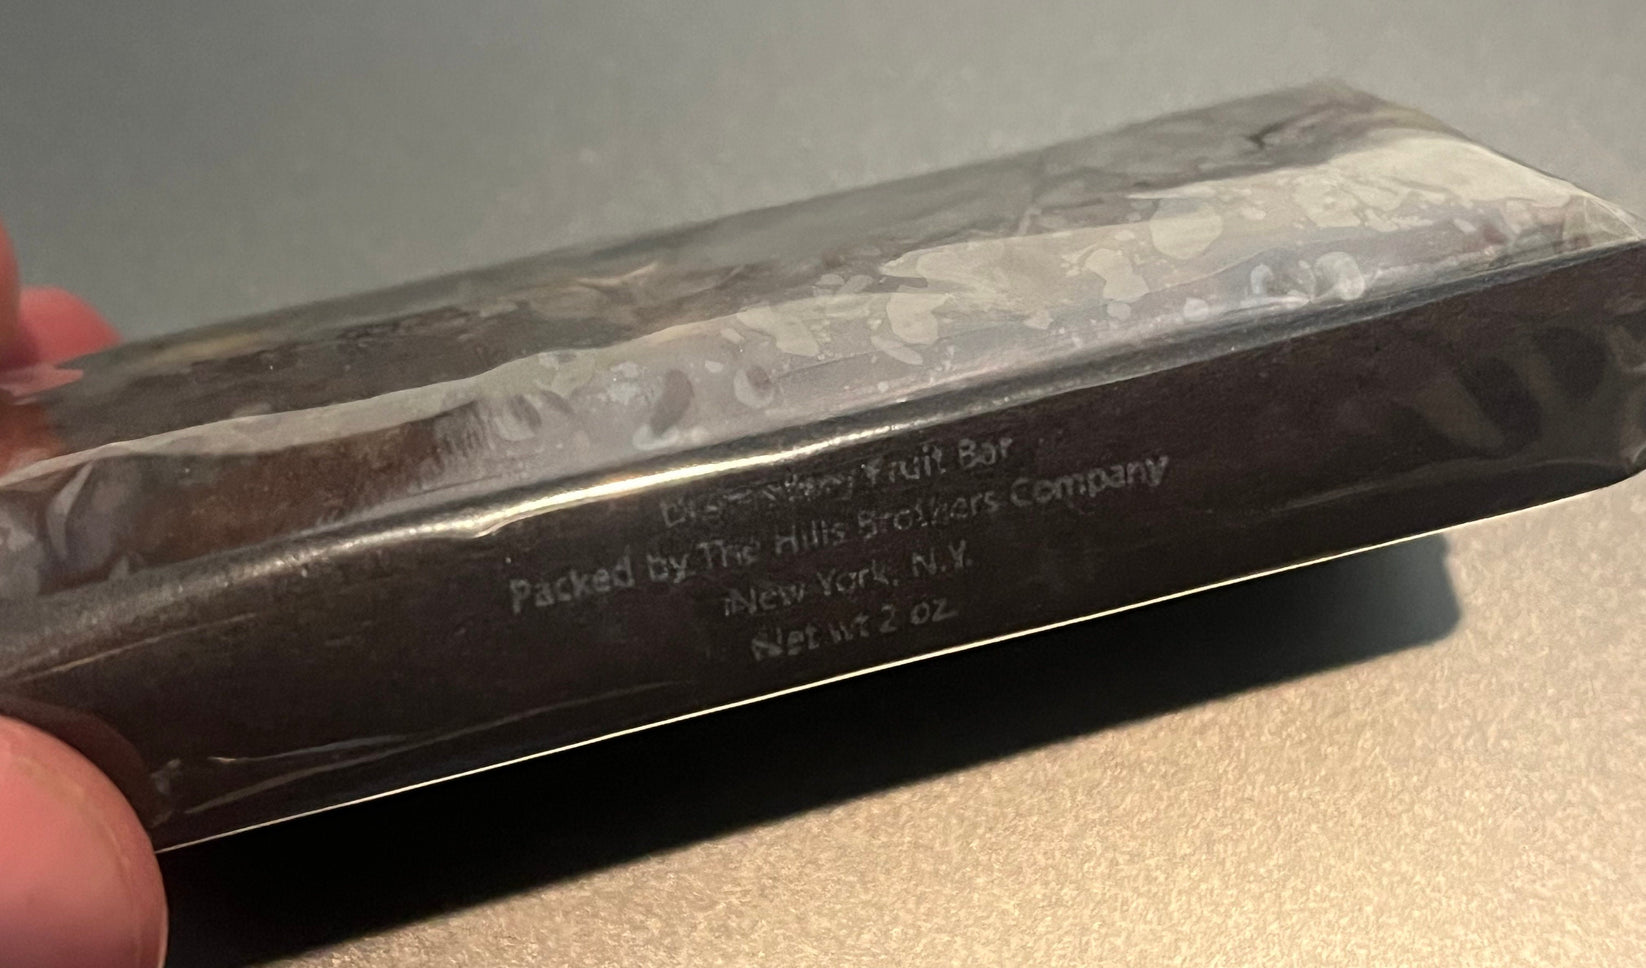 Fruit Bar
Packed by The Hills Brothers Company
New York, N.Y.
Net wt 2 oz